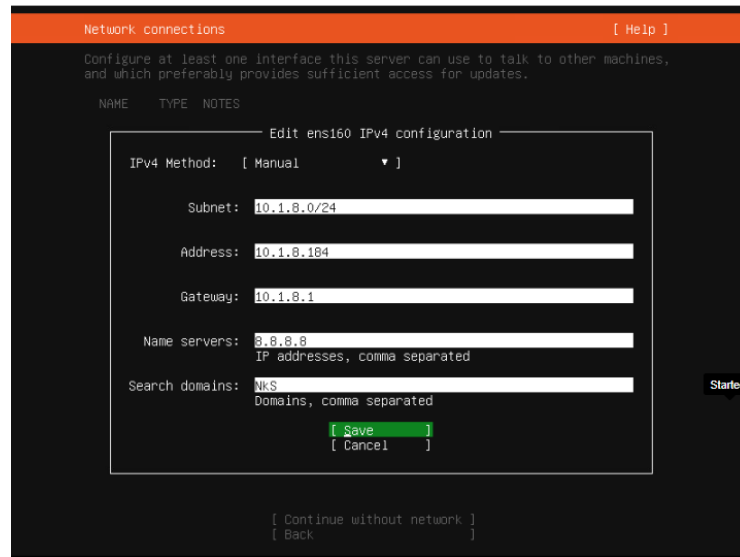 Network connections [ Help ]
Configure at least one interface this server can use to talk to other machines,
and which preferably provides sufficient access for updates.
NAME TYPE NOTES
Edit ens160 IPv4 configuration
IPv4 Method: [ Manual ▾ ]
Subnet: 10.1.8.0/24
Address: 10.1.8.184
Gateway: 10.1.8.1
Name servers: 8.8.8.8
IP addresses, comma separated
Search domains: NkS
Domains, comma separated
[ Save ]
[ Cancel ]
Starte
[ Continue without network ]
[ Back ]